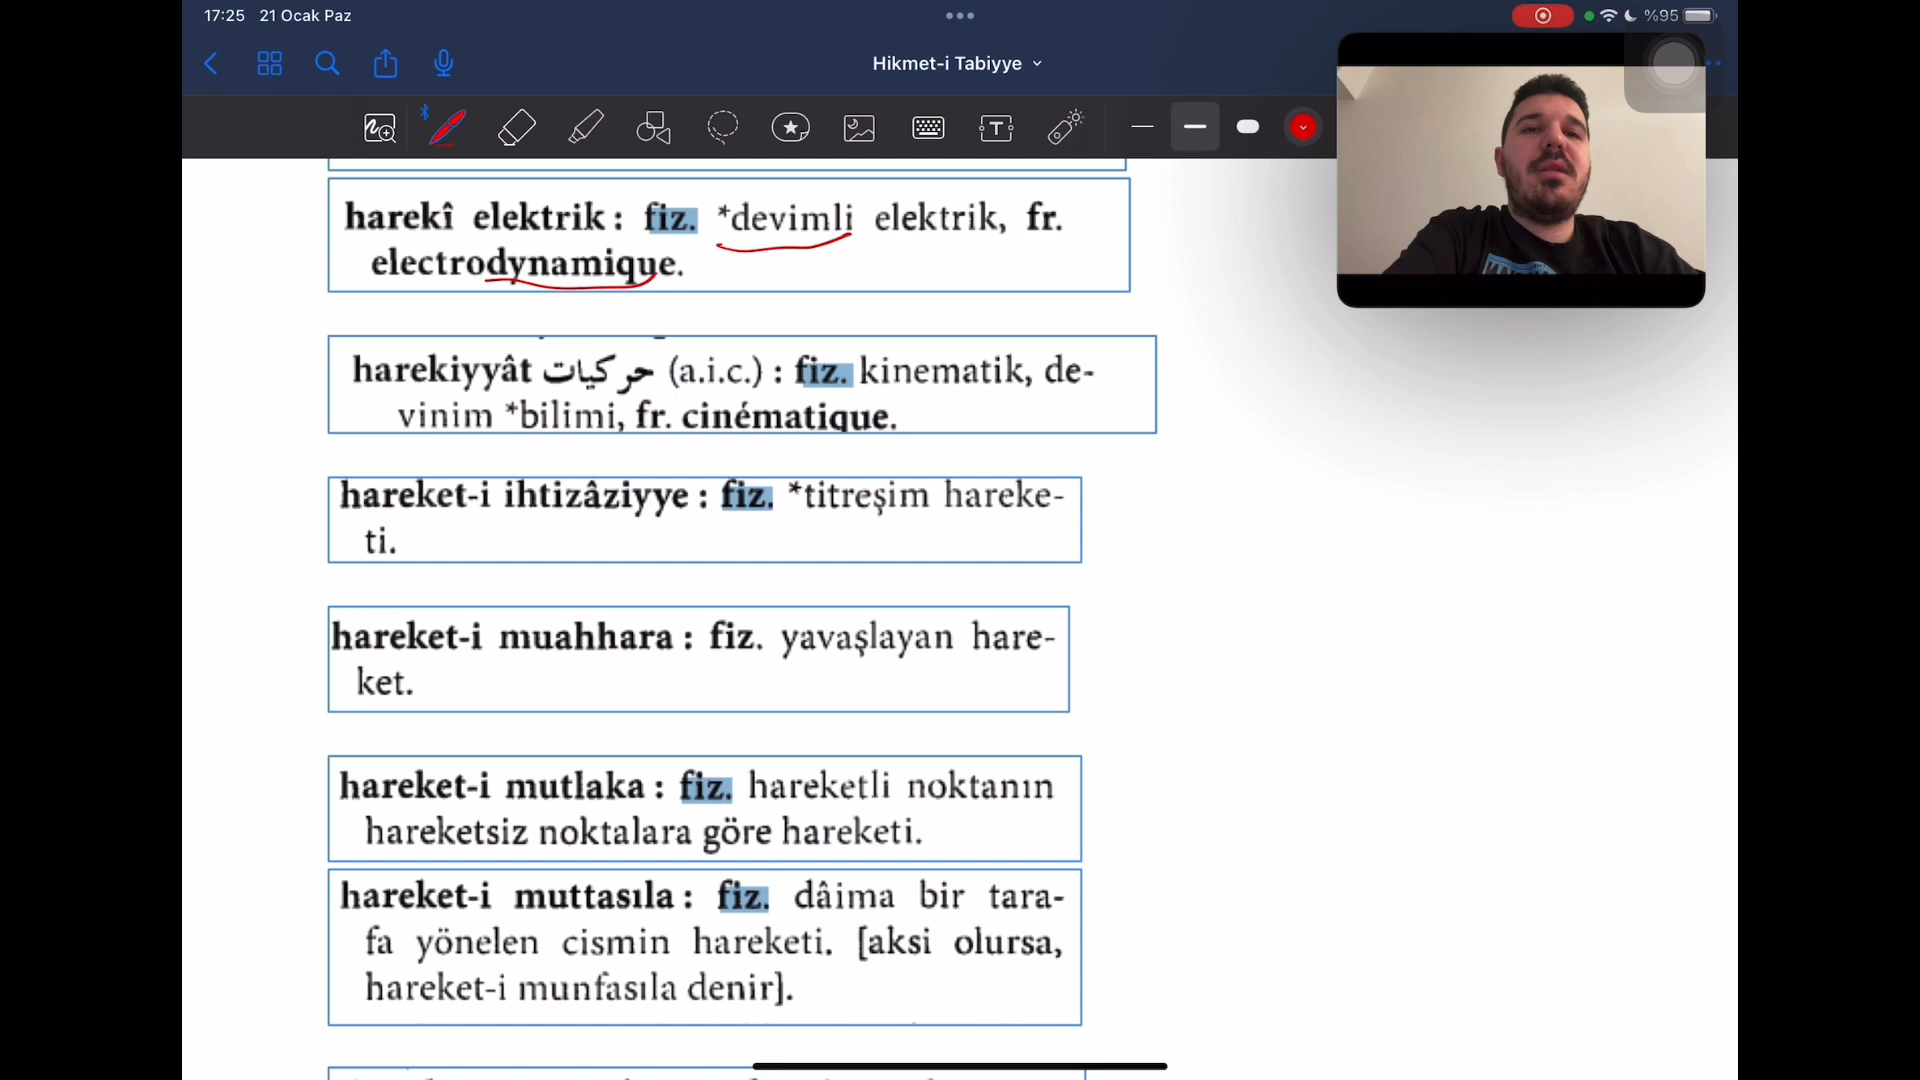 17:25 21 Ocak Paz
%95
Hikmet-i Tabiyye
harekî elektrik : fiz. *devimli elektrik, fr.
electrodynamique.
harekiyyât حركيات (a.i.c.) : fiz. kinematik, de-
vinim *bilimi, fr. cinématique.
hareket-i ihtizâziyye : fiz. *titreşim hareke-
ti.
hareket-i muahhara : fiz. yavaşlayan hare-
ket.
hareket-i mutlaka : fiz. hareketli noktanın
hareketsiz noktalara göre hareketi.
hareket-i muttasıla : fiz. dâima bir tara-
fa yönelen cismin hareketi. [aksi olursa,
hareket-i munfasıla denir].